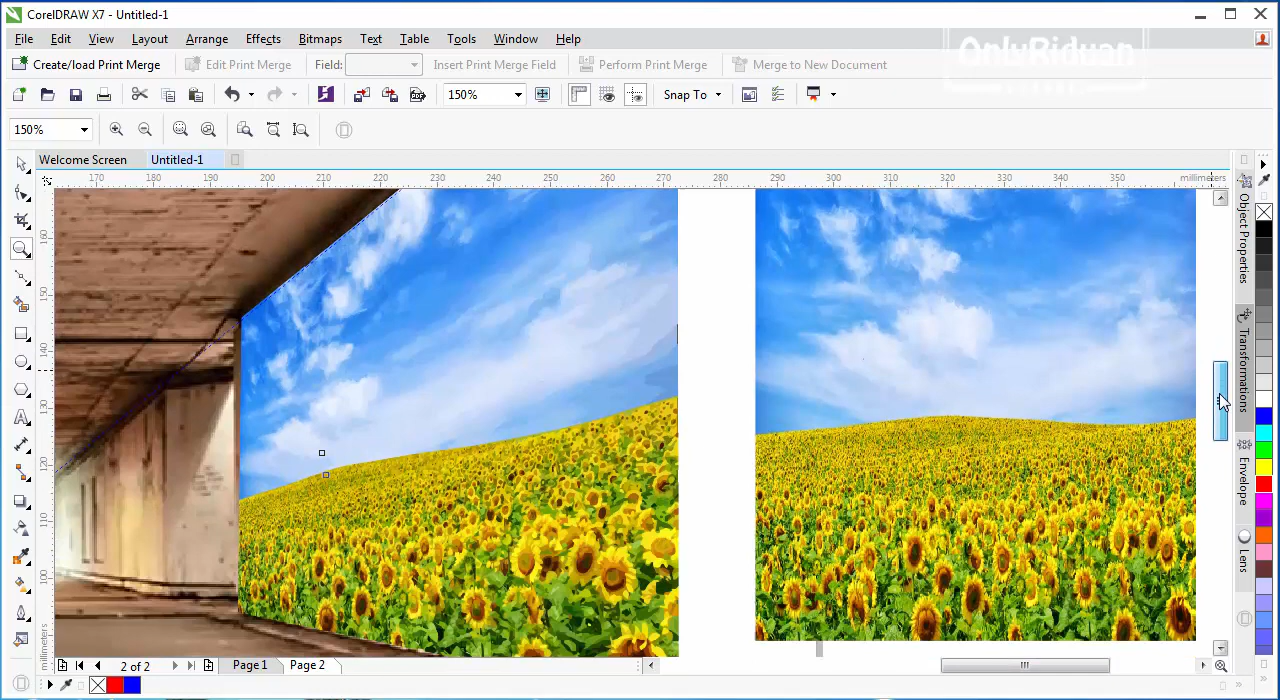 CorelDRAW X7 - Untitled-1
File Edit View Layout Arrange Effects Bitmaps Text Table Tools Window Help
OnlyRiduan
Create/load Print Merge Edit Print Merge Field: Insert Print Merge Field Perform Print Merge Merge to New Document
150% Snap To
150%
Welcome Screen Untitled-1
170 180 190 200 210 220 230 240 250 260 270 280 290 300 310 320 330 340 350 millimeters
160
150
140
130
120
110
100
millimeters
Object Properties
Transformations
Envelope
Lens
2 of 2 Page 1 Page 2